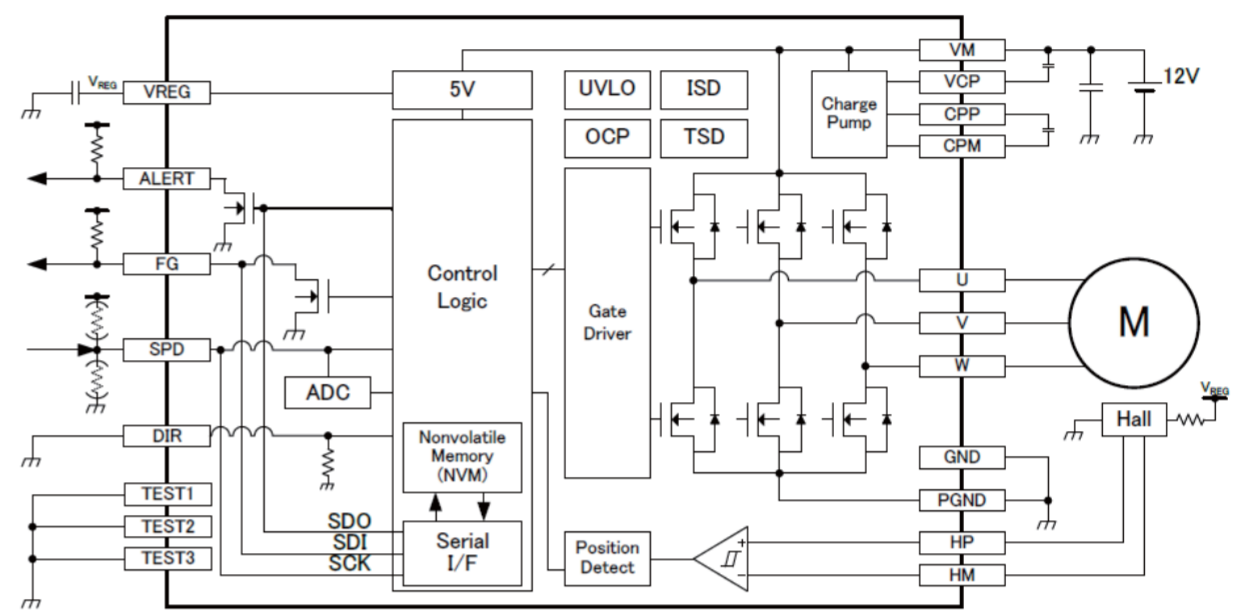 VM
VREG
VREG
5V
UVLO
ISD
Charge
Pump
VCP
12V
CPP
OCP
TSD
CPM
ALERT
FG
Control
Logic
U
Gate
Driver
V
M
SPD
W
ADC
VREG
Hall
DIR
Nonvolatile
Memory
(NVM)
GND
TEST1
PGND
TEST2
SDO
SDI
SCK
Serial
I/F
Position
Detect
+
-
HP
TEST3
HM